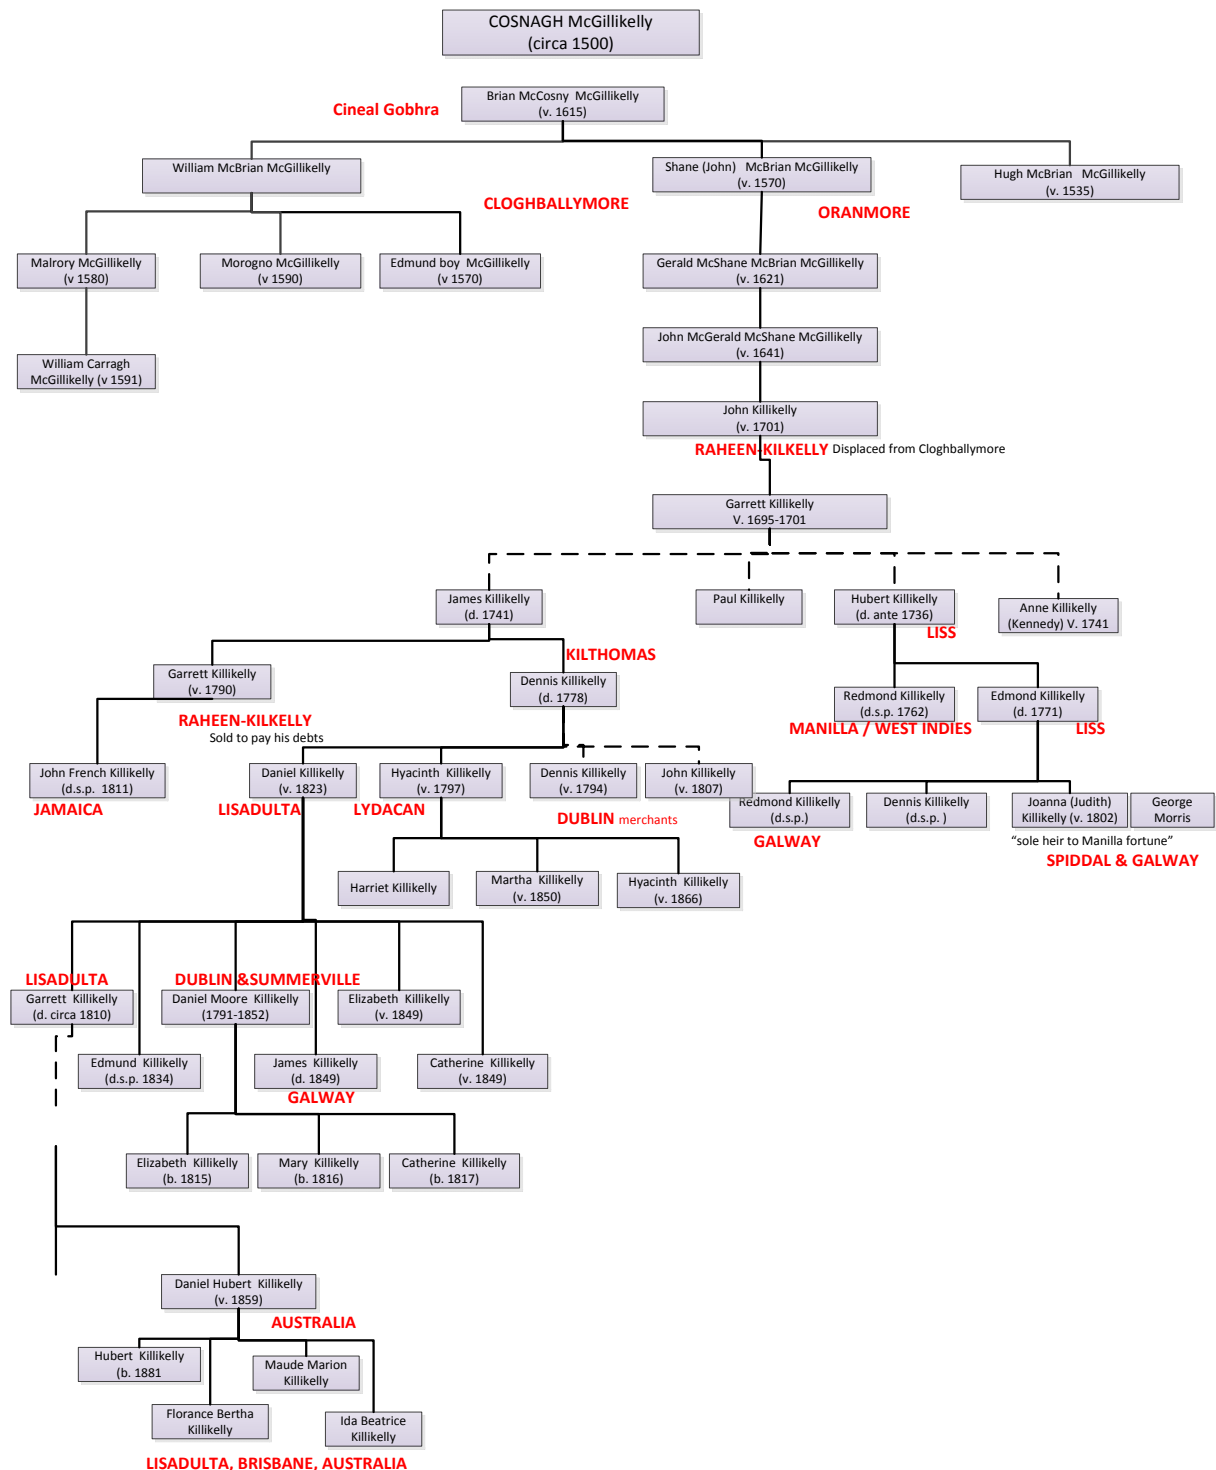 COSNAGH McGillikelly
(circa 1500)
Cineal Gobhra
Brian McCosny McGillikelly
(v. 1615)
William McBrian McGillikelly
Shane (John) McBrian McGillikelly
(v. 1570)
Hugh McBrian McGillikelly
(v. 1535)
CLOGHBALLYMORE
ORANMORE
Malrory McGillikelly
(v 1580)
Morogno McGillikelly
(v 1590)
Edmund boy McGillikelly
(v 1570)
Gerald McShane McBrian McGillikelly
(v. 1621)
John McGerald McShane McGillikelly
(v. 1641)
William Carragh
McGillikelly (v 1591)
John Killikelly
(v. 1701)
RAHEEN-KILKELLY Displaced from Cloghballymore
Garrett Killikelly
V. 1695-1701
James Killikelly
(d. 1741)
Paul Killikelly
Hubert Killikelly
(d. ante 1736)
Anne Killikelly
(Kennedy) V. 1741
LISS
KILTHOMAS
Garrett Killikelly
(v. 1790)
Dennis Killikelly
(d. 1778)
Redmond Killikelly
(d.s.p. 1762)
Edmond Killikelly
(d. 1771)
RAHEEN-KILKELLY
Sold to pay his debts
MANILLA / WEST INDIES
LISS
John French Killikelly
(d.s.p. 1811)
Daniel Killikelly
(v. 1823)
Hyacinth Killikelly
(v. 1797)
Dennis Killikelly
(v. 1794)
John Killikelly
(v. 1807)
Redmond Killikelly
(d.s.p.)
Dennis Killikelly
(d.s.p. )
Joanna (Judith)
Killikelly (v. 1802)
George
Morris
JAMAICA
LISADULTA
LYDACAN
DUBLIN merchants
GALWAY
"sole heir to Manilla fortune"
SPIDDAL & GALWAY
Harriet Killikelly
Martha Killikelly
(v. 1850)
Hyacinth Killikelly
(v. 1866)
LISADULTA
DUBLIN &SUMMERVILLE
Garrett Killikelly
(d. circa 1810)
Daniel Moore Killikelly
(1791-1852)
Elizabeth Killikelly
(v. 1849)
Edmund Killikelly
(d.s.p. 1834)
James Killikelly
(d. 1849)
Catherine Killikelly
(v. 1849)
GALWAY
Elizabeth Killikelly
(b. 1815)
Mary Killikelly
(b. 1816)
Catherine Killikelly
(b. 1817)
Daniel Hubert Killikelly
(v. 1859)
AUSTRALIA
Hubert Killikelly
(b. 1881
Maude Marion
Killikelly
Florance Bertha
Killikelly
Ida Beatrice
Killikelly
LISADULTA, BRISBANE, AUSTRALIA